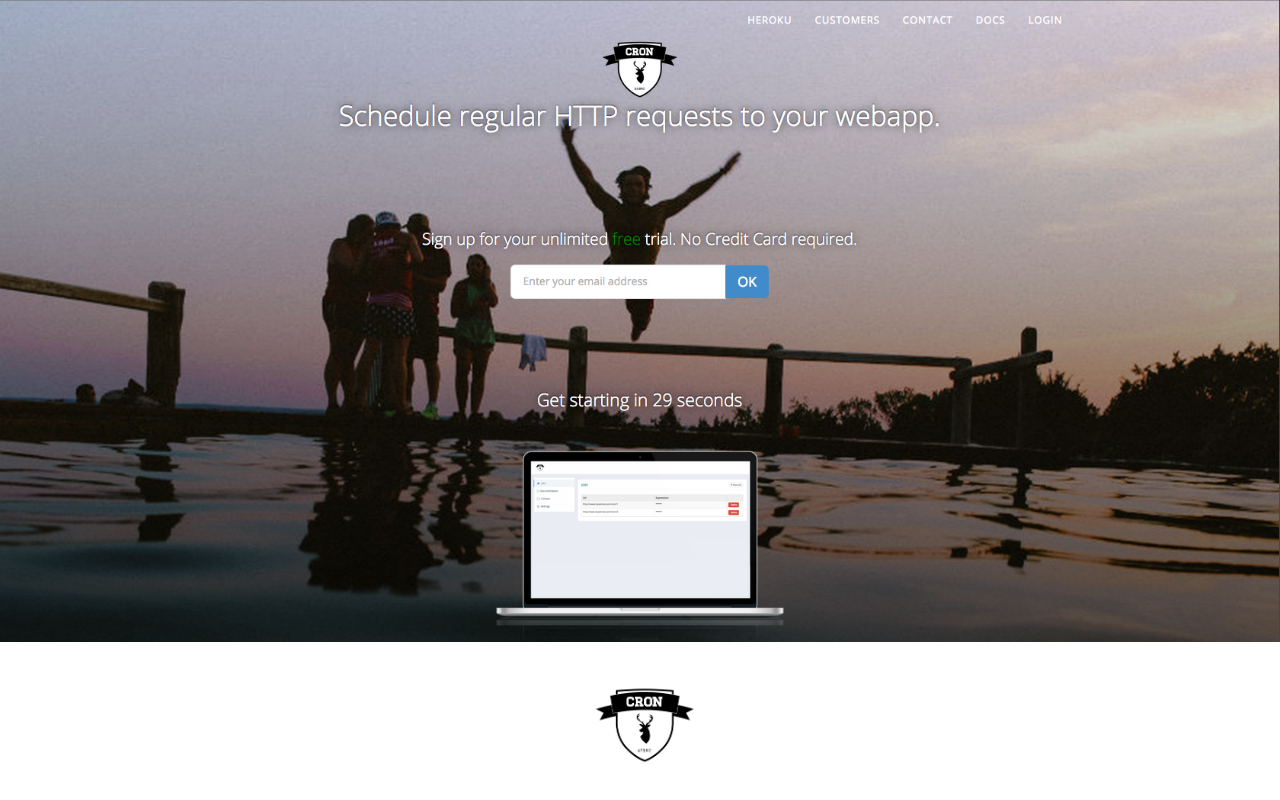 HEROKU CUSTOMERS CONTACT DOCS LOGIN
CRON
Schedule regular HTTP requests to your webapp.
Sign up for your unlimited free trial. No Credit Card required.
Enter your email address OK
Get starting in 29 seconds
CRON